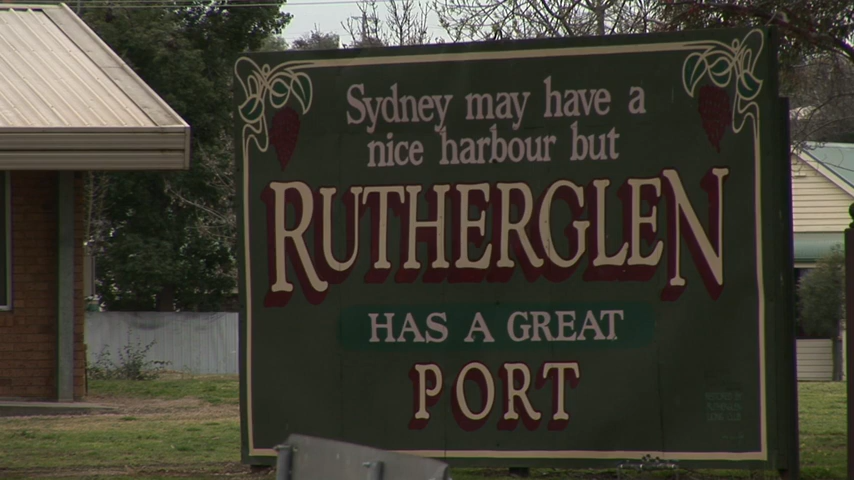 Sydney may have a
nice harbour but
RUTHERGLEN
HAS A GREAT
PORT